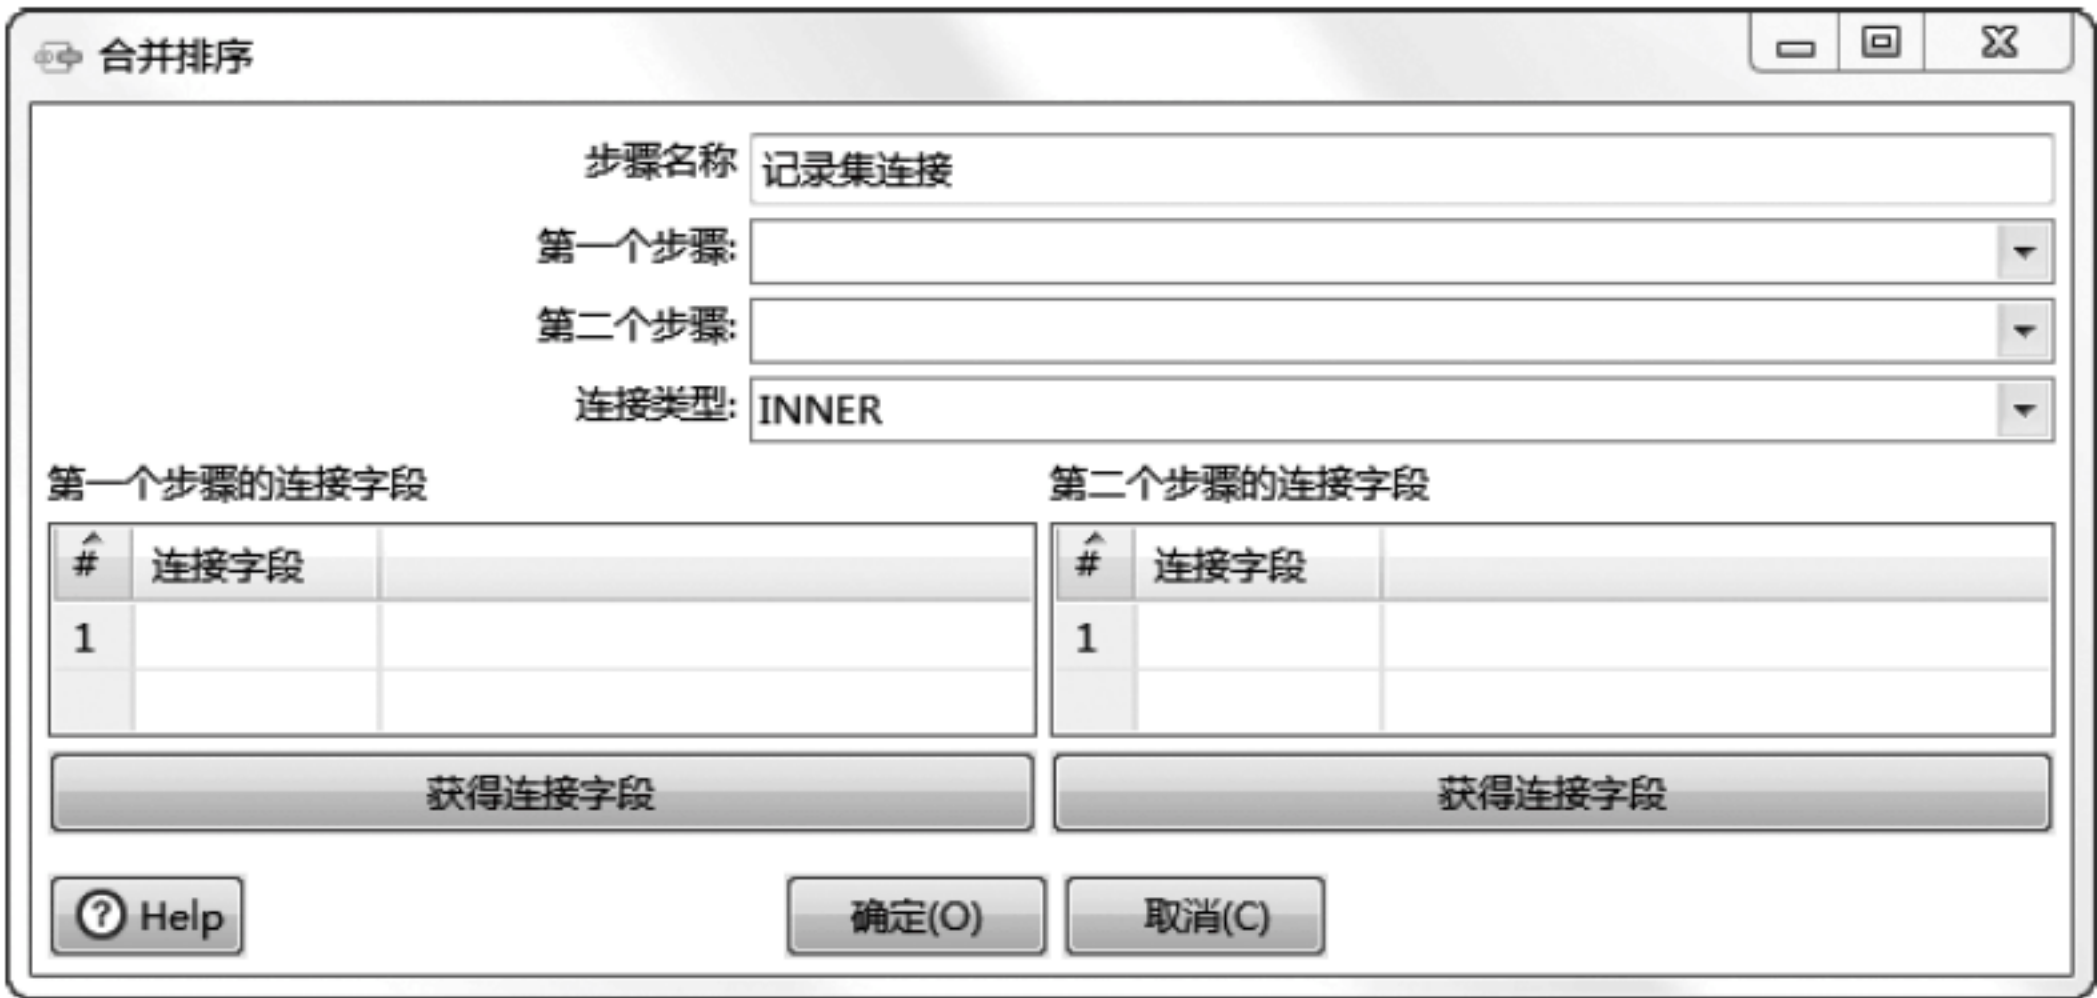 合并排序
步骤名称 记录集连接
第一个步骤:
第二个步骤:
连接类型: INNER
第一个步骤的连接字段 第二个步骤的连接字段
# 连接字段 # 连接字段
1 1
获得连接字段 获得连接字段
Help 确定(O) 取消(C)